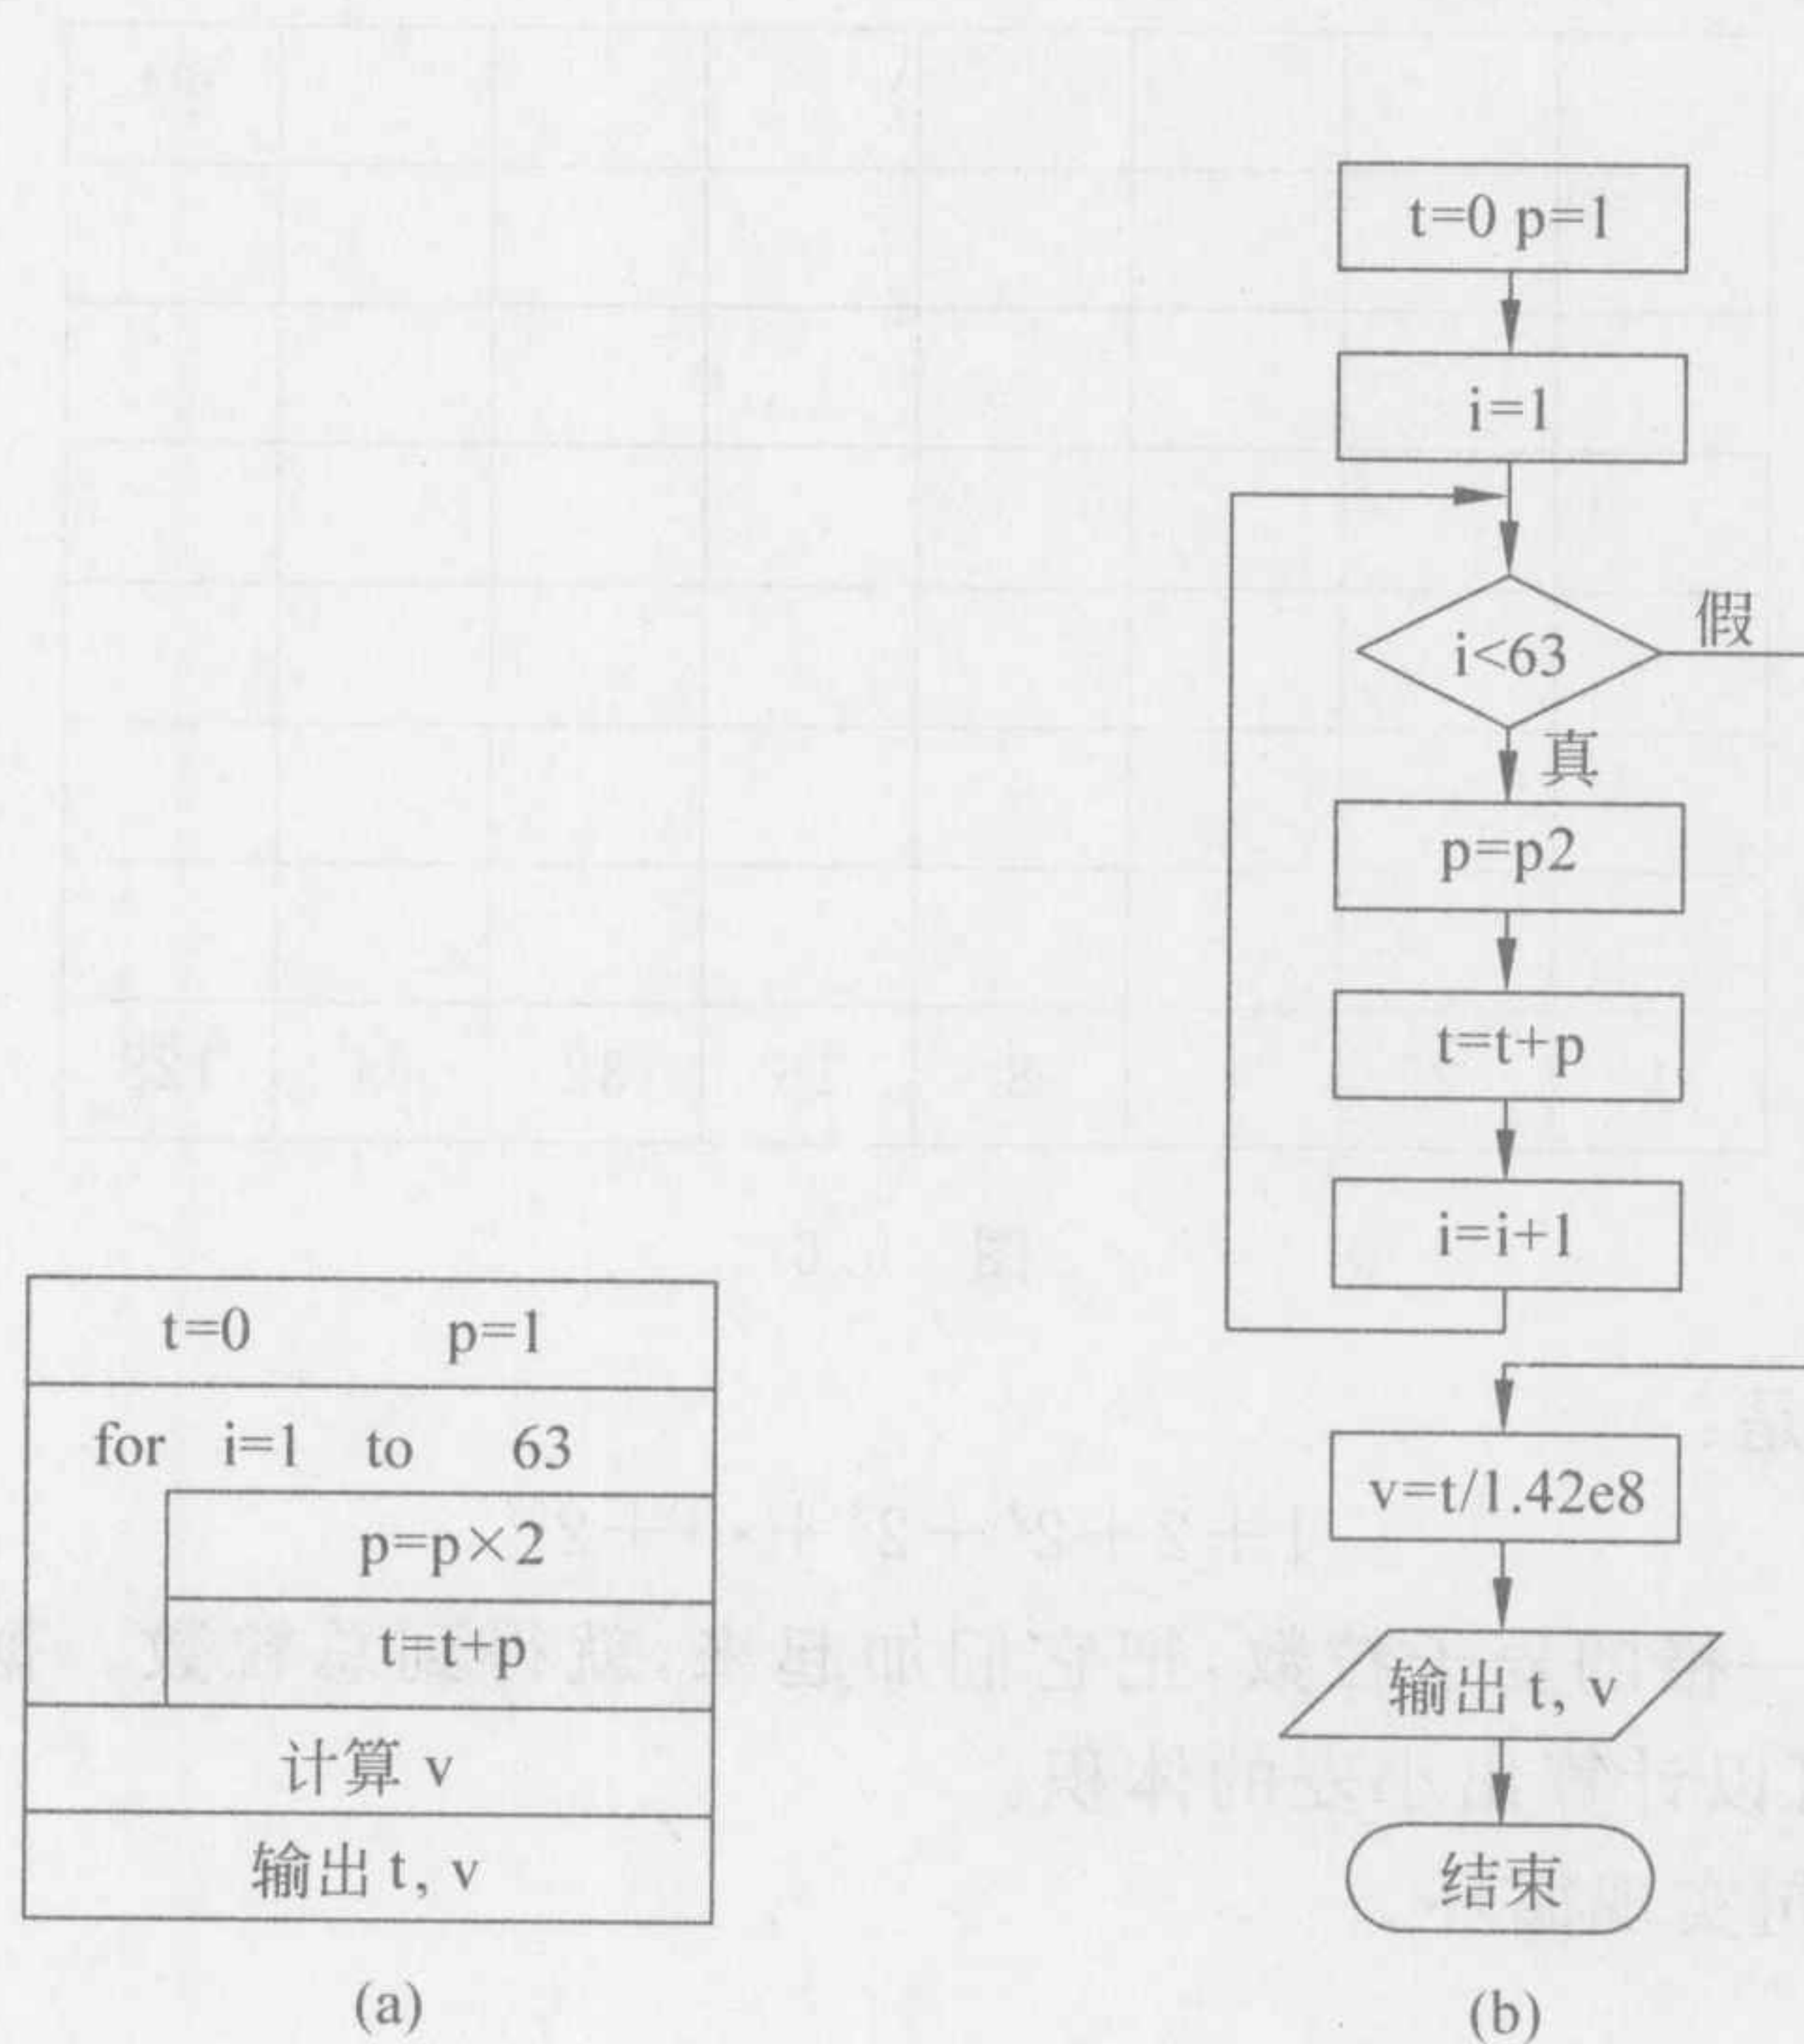 t=0 p=1
for i=1 to 63
p=p×2
t=t+p
计算 v
输出 t, v
(a)
t=0 p=1
i=1
i<63
假
真
p=p2
t=t+p
i=i+1
v=t/1.42e8
输出 t, v
结束
(b)